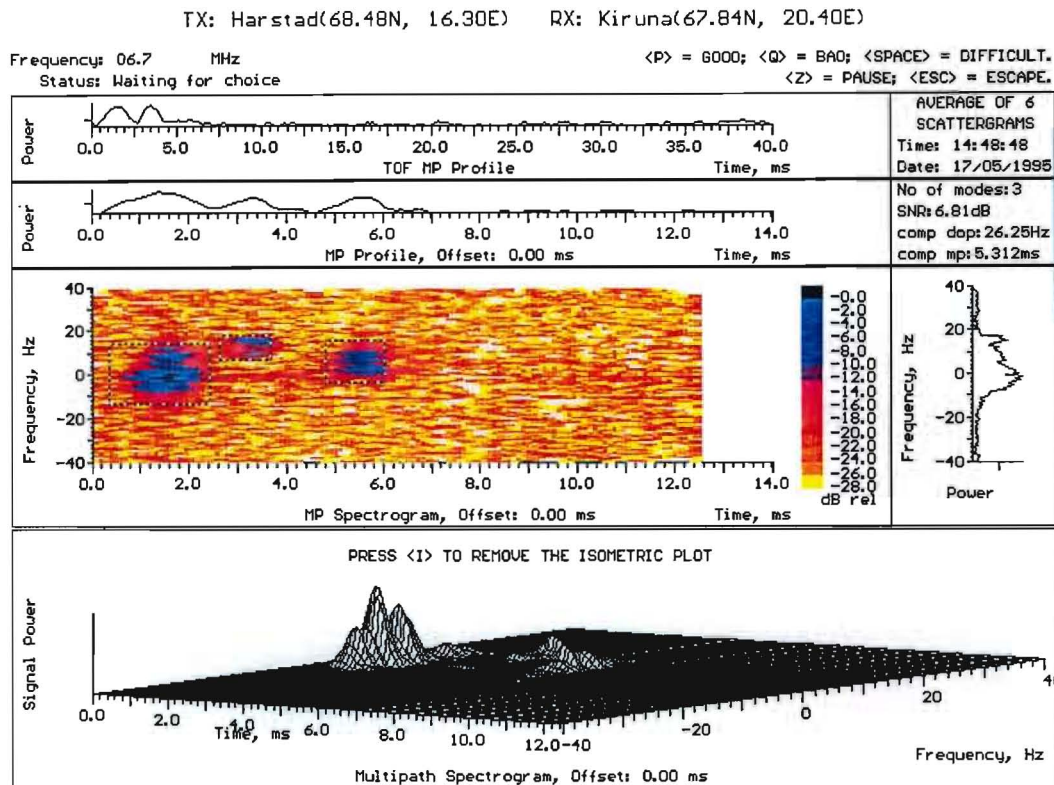 TX: Harstad(68.48N, 16.30E) RX: Kiruna(67.84N, 20.40E)
Frequency: 06.7 MHz
Status: Waiting for choice
<P> = GOOD; <Q> = BAD; <SPACE> = DIFFICULT.
<Z> = PAUSE; <ESC> = ESCAPE.
Power
0.0 5.0 10.0 15.0 20.0 25.0 30.0 35.0 40.0
TOF MP Profile Time, ms
AVERAGE OF 6
SCATTERGRAMS
Time: 14:48:48
Date: 17/05/1995
Power
0.0 2.0 4.0 6.0 8.0 10.0 12.0 14.0
MP Profile, Offset: 0.00 ms Time, ms
No of modes:3
SNR:6.81dB
comp dop:26.25Hz
comp mp:5.312ms
Frequency, Hz
40
20
0
-20
-40
0.0 2.0 4.0 6.0 8.0 10.0 12.0 14.0
MP Spectrogram, Offset: 0.00 ms Time, ms
-0.0
-2.0
-4.0
-6.0
-8.0
-10.0
-12.0
-14.0
-16.0
-18.0
-20.0
-22.0
-24.0
-26.0
-28.0
dB rel
Frequency, Hz
40
20
0
-20
-40
Power
PRESS <I> TO REMOVE THE ISOMETRIC PLOT
Signal Power
0.0 2.0 4.0 6.0 8.0 10.0 12.0
Time, ms
-40 -20 0 20 40
Frequency, Hz
Multipath Spectrogram, Offset: 0.00 ms